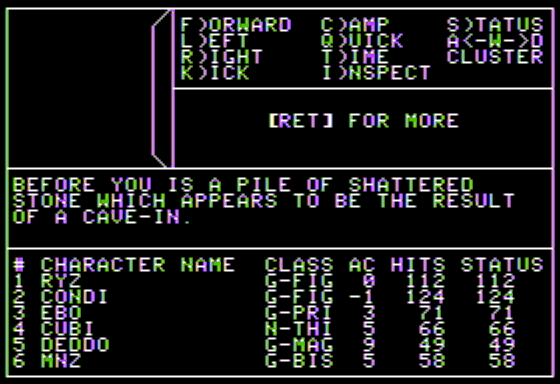 F)ORWARD C)AMP S)TATUS
L)EFT Q)UICK A<-W->D
R)IGHT T)IME CLUSTER
K)ICK I)NSPECT
[RET] FOR MORE
BEFORE YOU IS A PILE OF SHATTERED
STONE WHICH APPEARS TO BE THE RESULT
OF A CAVE-IN.
# CHARACTER NAME CLASS AC HITS STATUS
1 RYZ G-FIG 0 112 112
2 CONDI G-FIG -1 124 124
3 EBO G-PRI 3 71 71
4 CUBI N-THI 5 66 66
5 DEDDO G-MAG 9 49 49
6 MNZ G-BIS 5 58 58